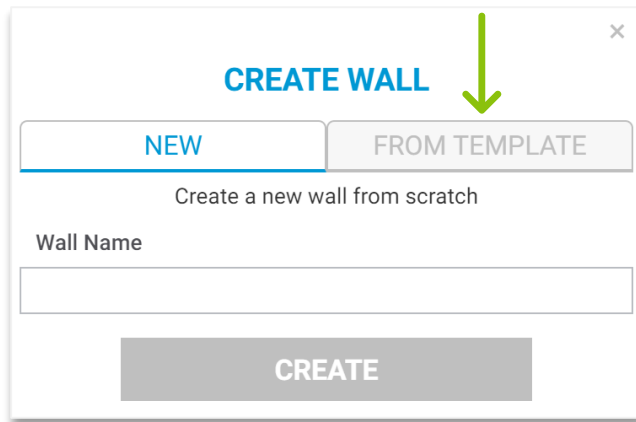 ×
CREATE WALL
NEW
FROM TEMPLATE
Create a new wall from scratch
Wall Name
CREATE